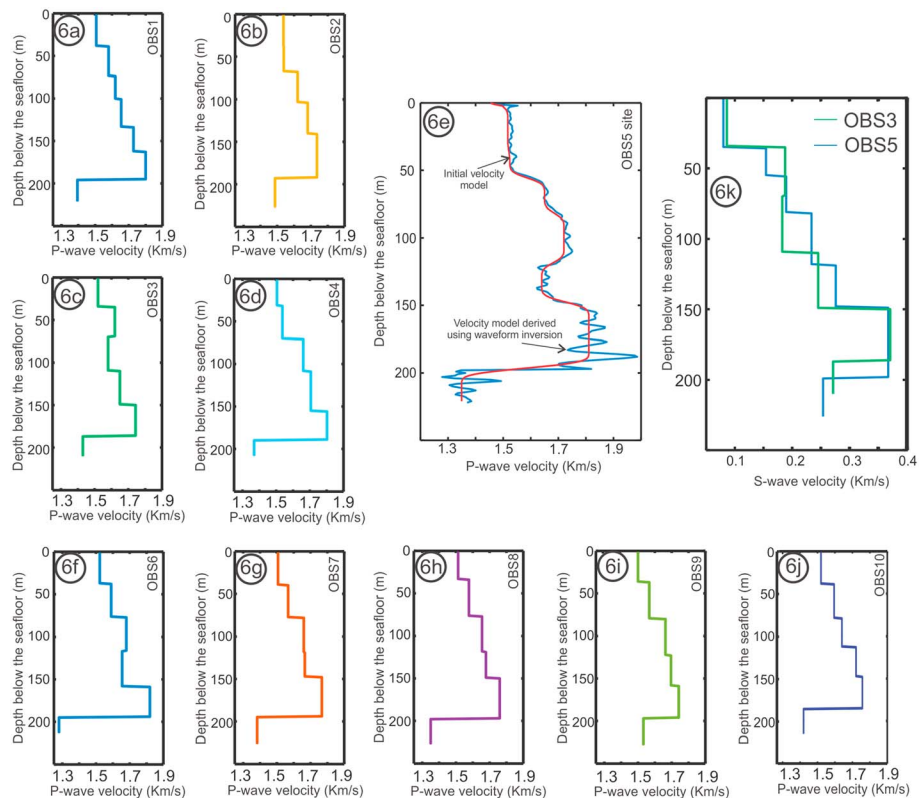 6a
OBS1
Depth below the seafloor (m)
0
50
100
150
200
1.3 1.5 1.7 1.9
P-wave velocity (Km/s)
6b
OBS2
Depth below the seafloor (m)
0
50
100
150
200
1.3 1.5 1.7 1.9
P-wave velocity (Km/s)
6c
OBS3
Depth below the seafloor (m)
0
50
100
150
200
1.3 1.5 1.7 1.9
P-wave velocity (Km/s)
6d
OBS4
Depth below the seafloor (m)
0
50
100
150
200
1.3 1.5 1.7 1.9
P-wave velocity (Km/s)
6e
OBS5 site
Depth below the seafloor (m)
0
50
100
150
200
Initial velocity
model
Velocity model derived
using waveform inversion
1.3 1.5 1.7 1.9
P-wave velocity (Km/s)
6k
OBS3
OBS5
Depth below the seafloor (m)
0
50
100
150
200
0.1 0.2 0.3 0.4
S-wave velocity (Km/s)
6f
OBS6
Depth below the seafloor (m)
0
50
100
150
200
1.3 1.5 1.7 1.9
P-wave velocity (Km/s)
6g
OBS7
Depth below the seafloor (m)
0
50
100
150
200
1.3 1.5 1.7 1.9
P-wave velocity (Km/s)
6h
OBS8
Depth below the seafloor (m)
0
50
100
150
200
1.3 1.5 1.7 1.9
P-wave velocity (Km/s)
6i
OBS9
Depth below the seafloor (m)
0
50
100
150
200
1.3 1.5 1.7 1.9
P-wave velocity (Km/s)
6j
OBS10
Depth below the seafloor (m)
0
50
100
150
200
1.3 1.5 1.7 1.9
P-wave velocity (Km/s)